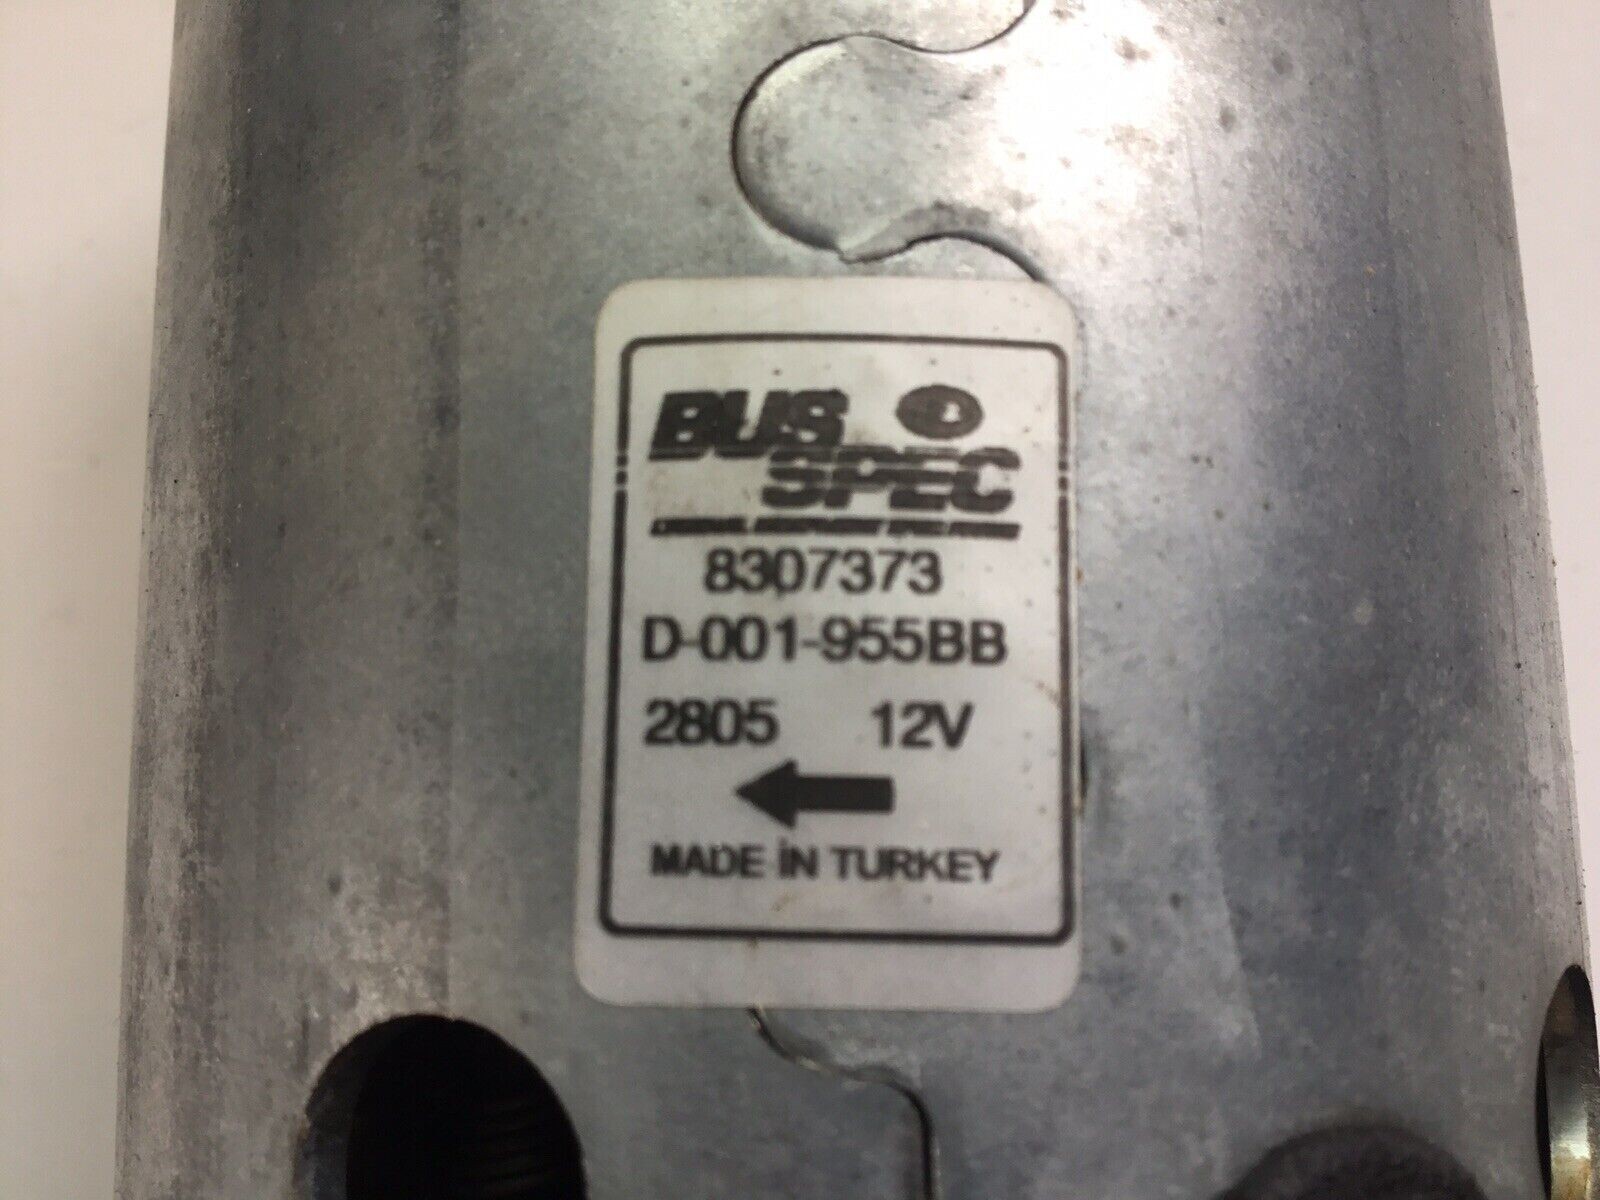 BUS
SPEC
8307373
D-001-955BB
2805 12V
MADE İN TURKEY